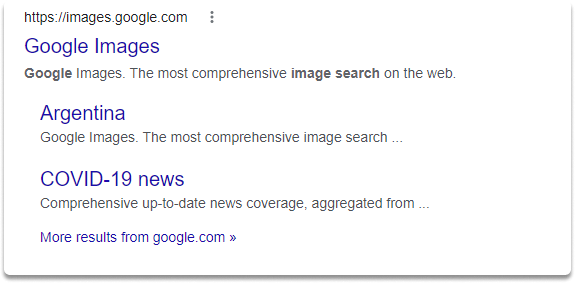 https://images.google.com
Google Images
Google Images. The most comprehensive image search on the web.
Argentina
Google Images. The most comprehensive image search ...
COVID-19 news
Comprehensive up-to-date news coverage, aggregated from ...
More results from google.com »